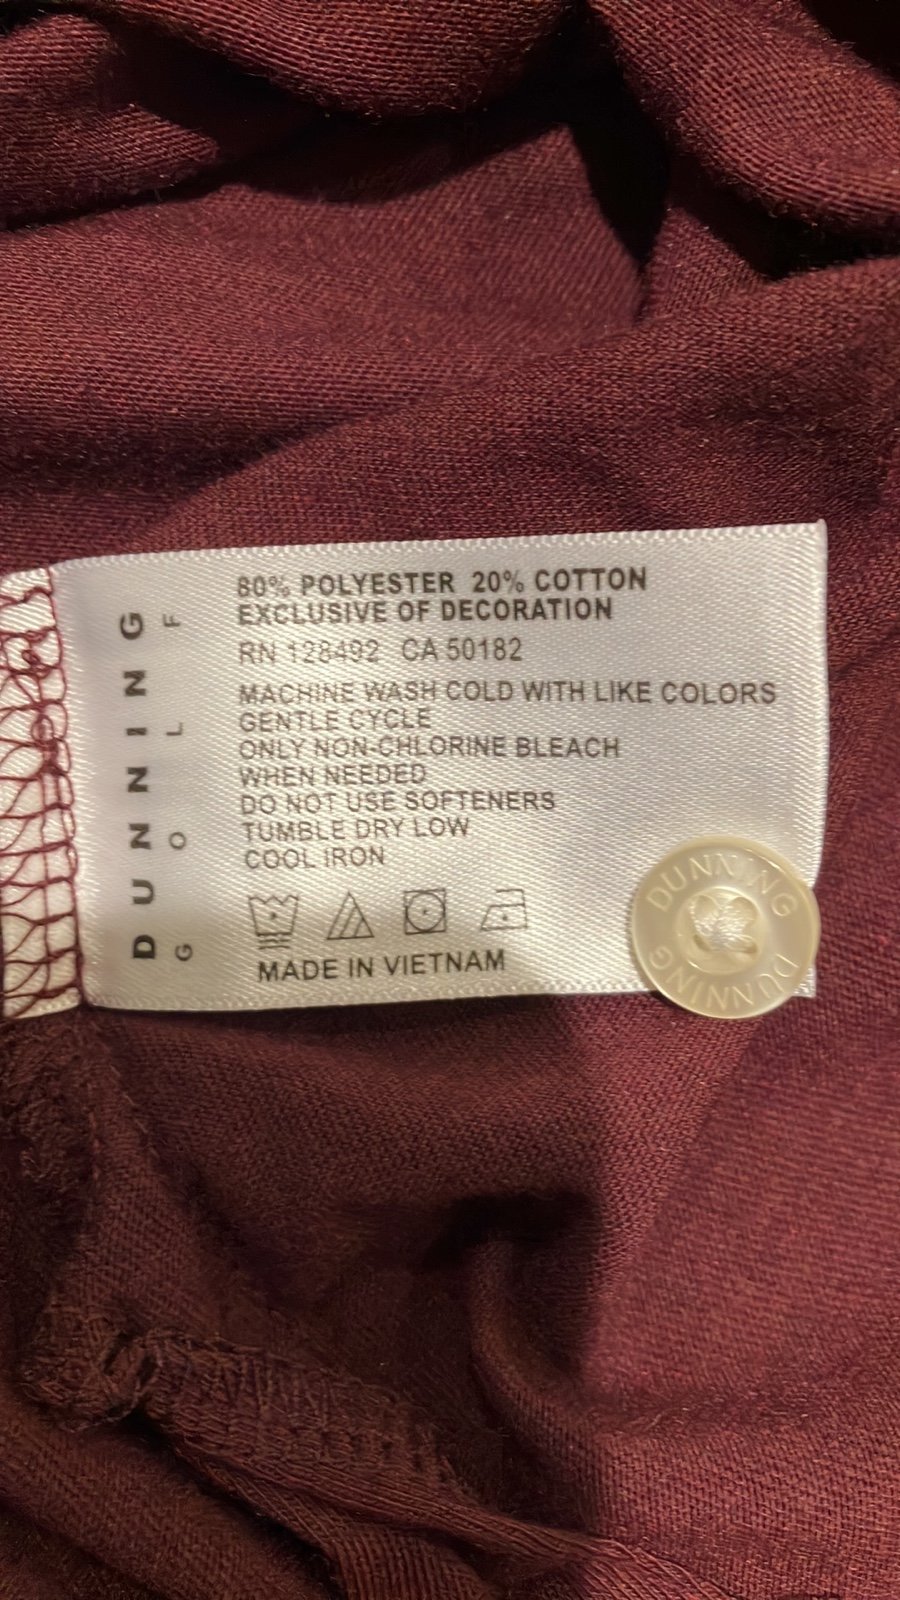 DUNNING
GOLF
80% POLYESTER 20% COTTON
EXCLUSIVE OF DECORATION
RN 128492 CA 50182
MACHINE WASH COLD WITH LIKE COLORS
GENTLE CYCLE
ONLY NON-CHLORINE BLEACH
WHEN NEEDED
DO NOT USE SOFTENERS
TUMBLE DRY LOW
COOL IRON
MADE IN VIETNAM
DUNNING
DUNNING